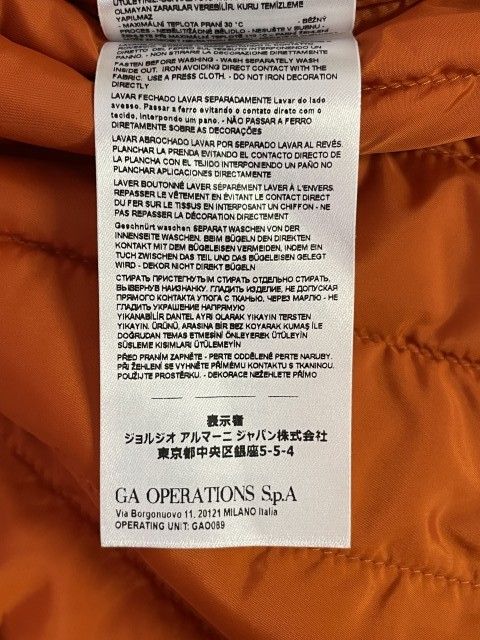 OLMAYAN ZARARLAR VEREBİLİR. KURU TEMİZLEME
YAPILMAZ
- MAXIMÁLNÍ TEPLOTA PRANÍ 30 °C - BĚŽNÝ
FASTEN BEFORE WASHING - WASH SEPARATELY WASH
INSIDE OUT. IRON AVOIDING DIRECT CONTACT WITH THE
FABRIC. USE A PRESS CLOTH. - DO NOT IRON DECORATION
DIRECTLY
LAVAR FECHADO LAVAR SEPARADAMENTE Lavar do lado
avesso. Passar a ferro evitando o contato direto com o
tecido, interpondo um pano. - NÃO PASSAR A FERRO
DIRETAMENTE SOBRE AS DECORAÇÕES
LAVAR ABROCHADO LAVAR POR SEPARADO LAVAR AL REVÉS.
PLANCHAR LA PRENDA EVITANDO EL CONTACTO DIRECTO DE
LA PLANCHA CON EL TEJIDO INTERPONIENDO UN PAÑO NO
PLANCHAR APLICACIONES DIRECTAMENTE
LAVER BOUTONNÉ LAVER SÉPARÉMENT LAVER À L'ENVERS.
REPASSER LE VÊTEMENT EN ÉVITANT LE CONTACT DIRECT
DU FER SUR LE TISSUS EN INTERPOSANT UN CHIFFON - NE
PAS REPASSER LA DÉCORATION DIRECTEMENT
Geschnürt waschen SEPARAT WASCHEN VON DER
INNENSEITE WASCHEN. BEIM BÜGELN DEN DIREKTEN
KONTAKT MIT DEM BÜGELEISEN VERMEIDEN, INDEM EIN
TUCH ZWISCHEN DAS TEIL UND DAS BÜGELEISEN GELEGT
WIRD - DEKOR NICHT DIREKT BÜGELN
СТИРАТЬ ПРИСТЕГНУТЫМ СТИРАТЬ ОТДЕЛЬНО СТИРАТЬ,
ВЫВЕРНУВ НАИЗНАНКУ. ГЛАДИТЬ ИЗДЕЛИЕ, НЕ ДОПУСКАЯ
ПРЯМОГО КОНТАКТА УТЮГА С ТКАНЬЮ, ЧЕРЕЗ МАРЛЮ - НЕ
ГЛАДИТЬ УКРАШЕНИЕ НАПРЯМУЮ
YIKANABİLİR DANTEL AYRI OLARAK YIKAYIN TERSTEN
YIKAYIN. ÜRÜNÜ, ARASINA BİR BEZ KOYARAK KUMAŞ İLE
DOĞRUDAN TEMAS ETMESİNİ ÖNLEYEREK ÜTÜLEYİN
SÜSLEME KISIMLARI ÜTÜLEMEYİN
PŘED PRANÍM ZAPNĚTE - PERTE ODDĚLENĚ PERTE NARUBY.
PŘI ŽEHLENÍ SE VYHNĚTE PŘÍMÉMU KONTAKTU S TKANINOU.
POUŽIJTE PROSTĚRKU. - DEKORACE NEŽEHLETE PŘÍMO
表示者
ジョルジオ アルマーニ ジャパン株式会社
東京都中央区銀座5-5-4
GA OPERATIONS S.p.A
Via Borgonuovo 11, 20121 MILANO Italia
OPERATING UNIT: GAO069